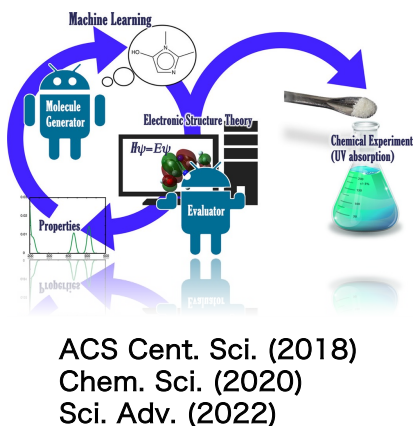 Machine Learning
HO
N
N
Molecule
Generator
Electronic Structure Theory
Hψ=Eψ
Chemical Experiment
(UV absorption)
Evaluator
Properties
ACS Cent. Sci. (2018)
Chem. Sci. (2020)
Sci. Adv. (2022)